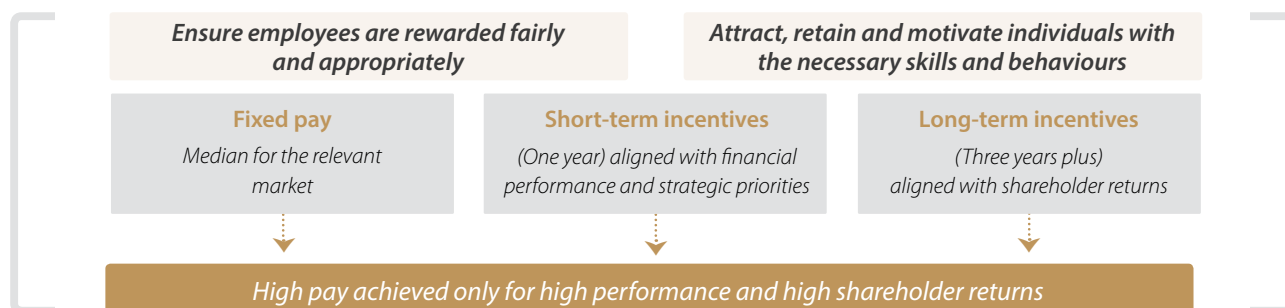 Ensure employees are rewarded fairly
and appropriately
Attract, retain and motivate individuals with
the necessary skills and behaviours
Fixed pay
Median for the relevant
market
Short-term incentives
(One year) aligned with financial
performance and strategic priorities
Long-term incentives
(Three years plus)
aligned with shareholder returns
High pay achieved only for high performance and high shareholder returns